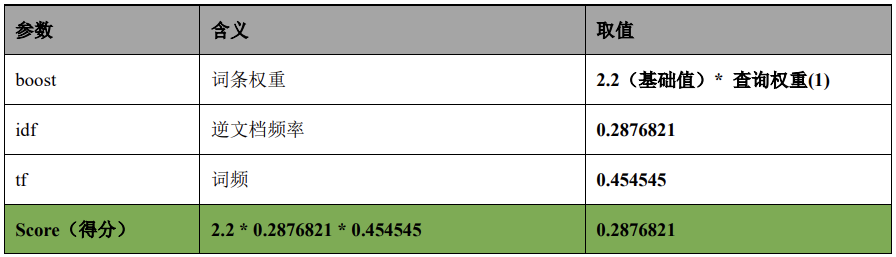 参数 含义 取值
boost 词条权重 2.2（基础值）* 查询权重(1)
idf 逆文档频率 0.2876821
tf 词频 0.454545
Score（得分） 2.2 * 0.2876821 * 0.454545 0.2876821